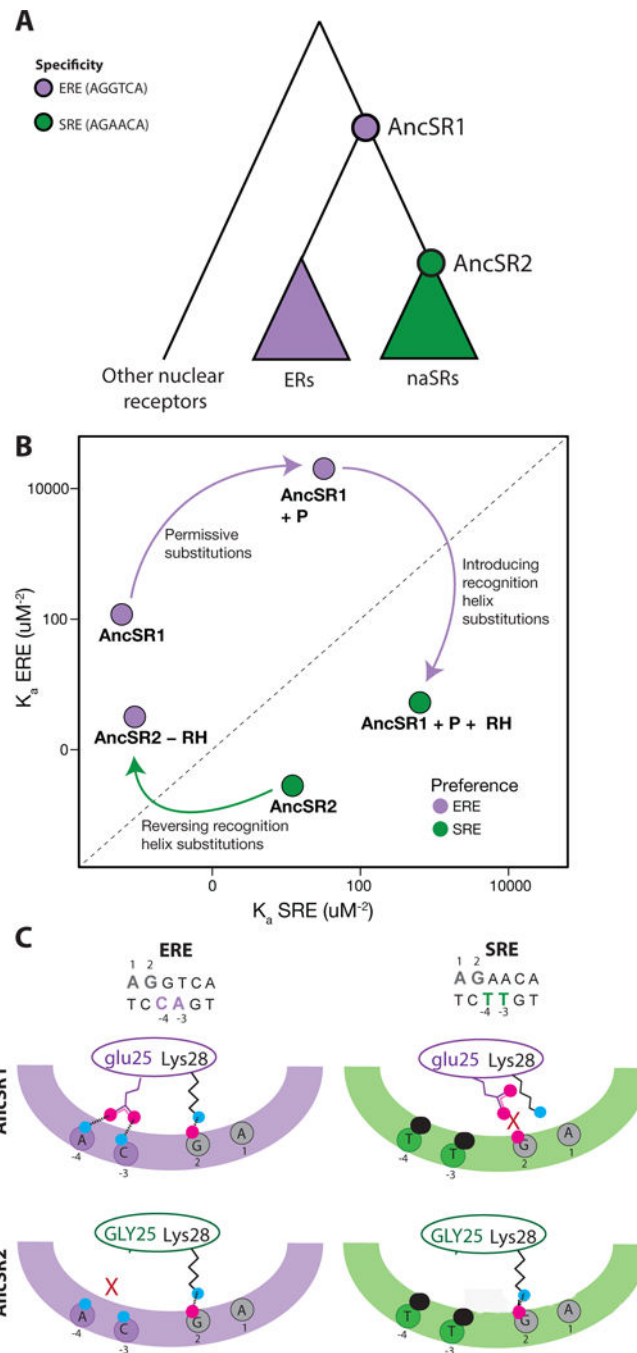 A
Specificity
ERE (AGGTCA)
SRE (AGAACA)
AncSR1
AncSR2
Other nuclear
receptors
ERs
naSRs
B
10000
100
0
Kₐ ERE (uM⁻²)
AncSR1
+ P
Permissive
substitutions
Introducing
recognition
helix
substitutions
AncSR1
AncSR2 – RH
AncSR1 + P + RH
AncSR2
Reversing recognition
helix substitutions
Preference
ERE
SRE
0 100 10000
Kₐ SRE (uM⁻²)
C
ERE
1 2
A G G T C A
T C C A G T
-4 -3
SRE
1 2
A G A A C A
T C T T G T
-4 -3
AncSR1
glu25 Lys28
A C G A
-4 -3 2 1
glu25 Lys28
X
T T G A
-4 -3 2 1
AncSR2
GLY25 Lys28
X
A C G A
-4 -3 2 1
GLY25 Lys28
T T G A
-4 -3 2 1